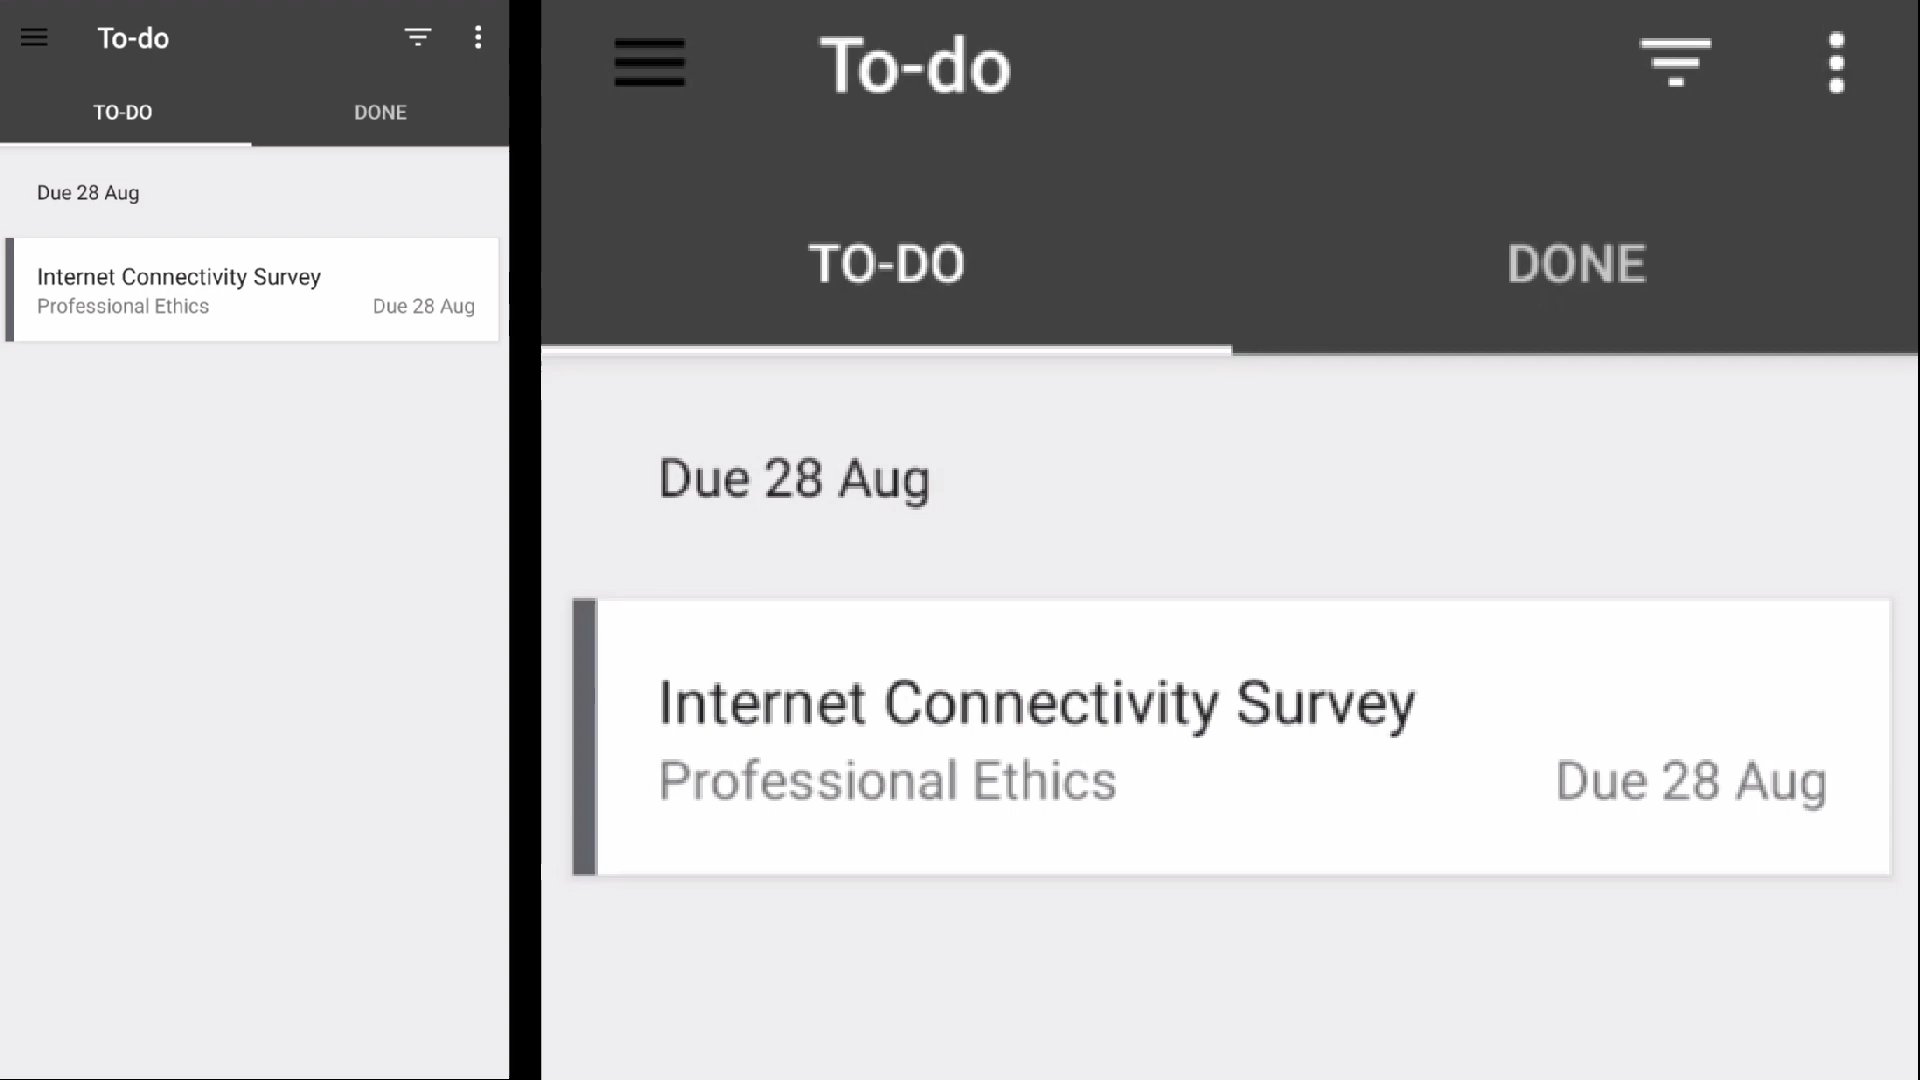 To-do
TO-DO DONE
Due 28 Aug
Internet Connectivity Survey
Professional Ethics Due 28 Aug
To-do
TO-DO DONE
Due 28 Aug
Internet Connectivity Survey
Professional Ethics Due 28 Aug